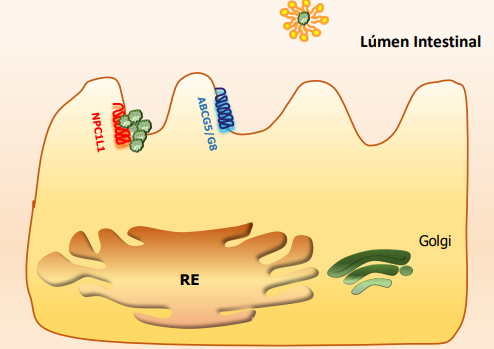 Lúmen Intestinal
NPC1L1
ABCG5/G8
Golgi
RE